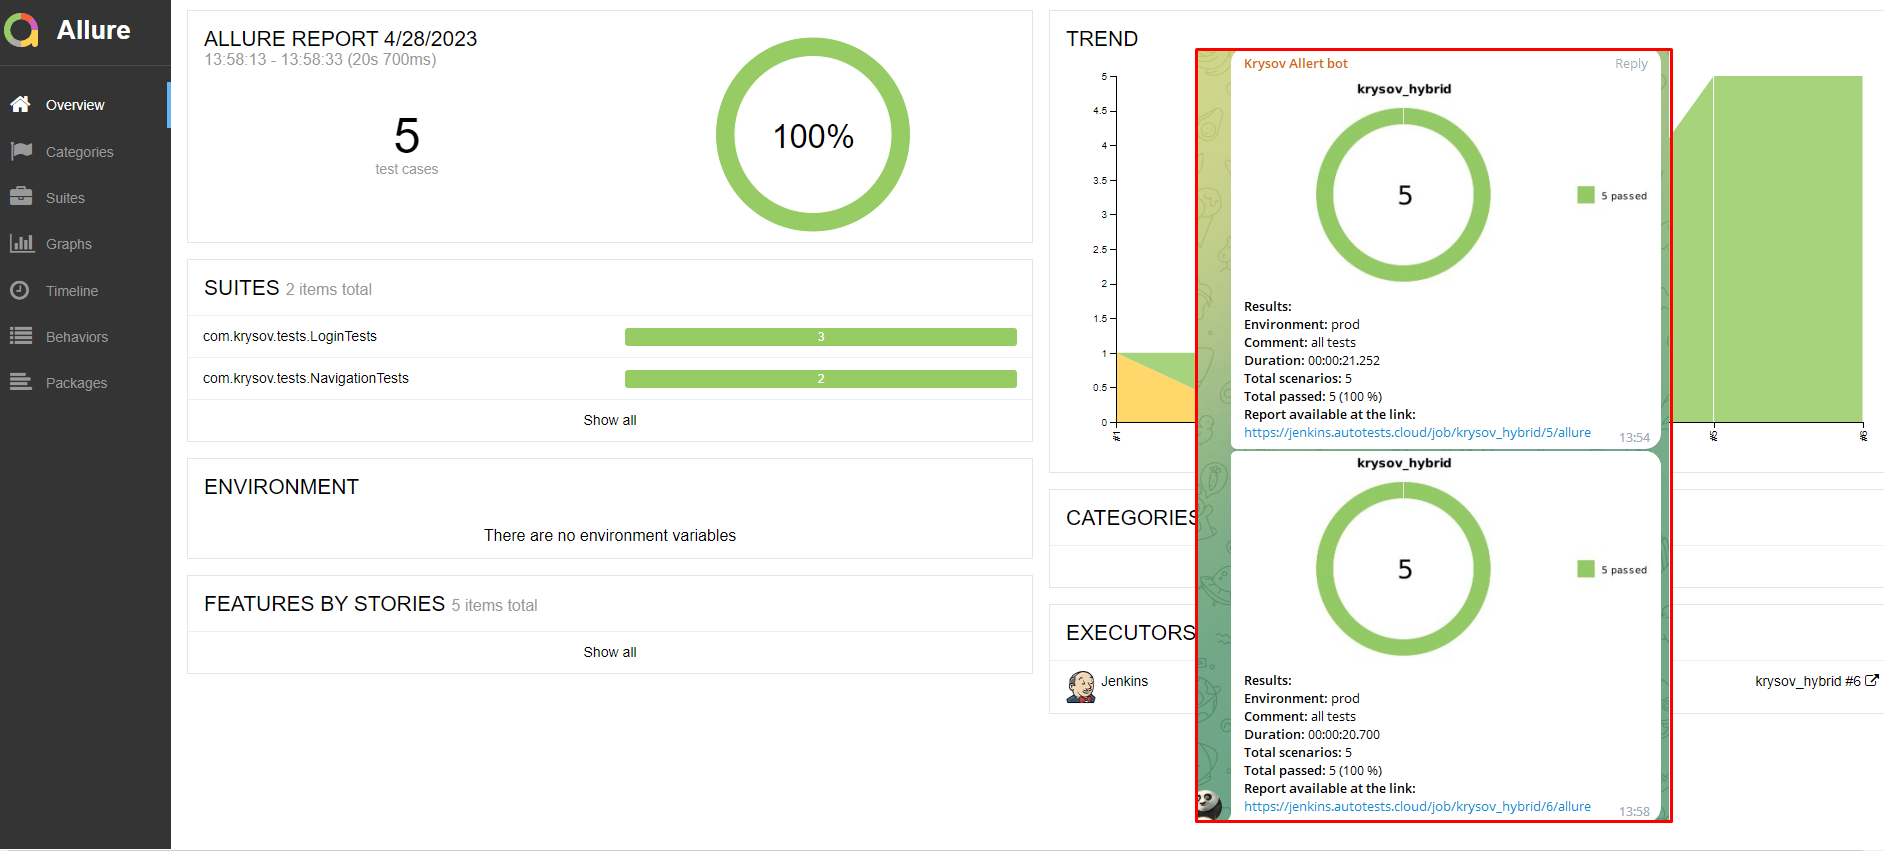 Allure
Overview
Categories
Suites
Graphs
Timeline
Behaviors
Packages
ALLURE REPORT 4/28/2023
13:58:13 - 13:58:33 (20s 700ms)
5
test cases
100%
SUITES 2 items total
com.krysov.tests.LoginTests 3
com.krysov.tests.NavigationTests 2
Show all
ENVIRONMENT
There are no environment variables
FEATURES BY STORIES 5 items total
Show all
TREND
5
4.5
4
3.5
3
2.5
2
1.5
1
0.5
0
#1
#5
#6
CATEGORIES
EXECUTORS
Jenkins
krysov_hybrid #6
Krysov Allert bot Reply
krysov_hybrid
5
5 passed
Results:
Environment: prod
Comment: all tests
Duration: 00:00:21.252
Total scenarios: 5
Total passed: 5 (100 %)
Report available at the link:
https://jenkins.autotests.cloud/job/krysov_hybrid/5/allure
13:54
krysov_hybrid
5
5 passed
Results:
Environment: prod
Comment: all tests
Duration: 00:00:20.700
Total scenarios: 5
Total passed: 5 (100 %)
Report available at the link:
https://jenkins.autotests.cloud/job/krysov_hybrid/6/allure
13:58